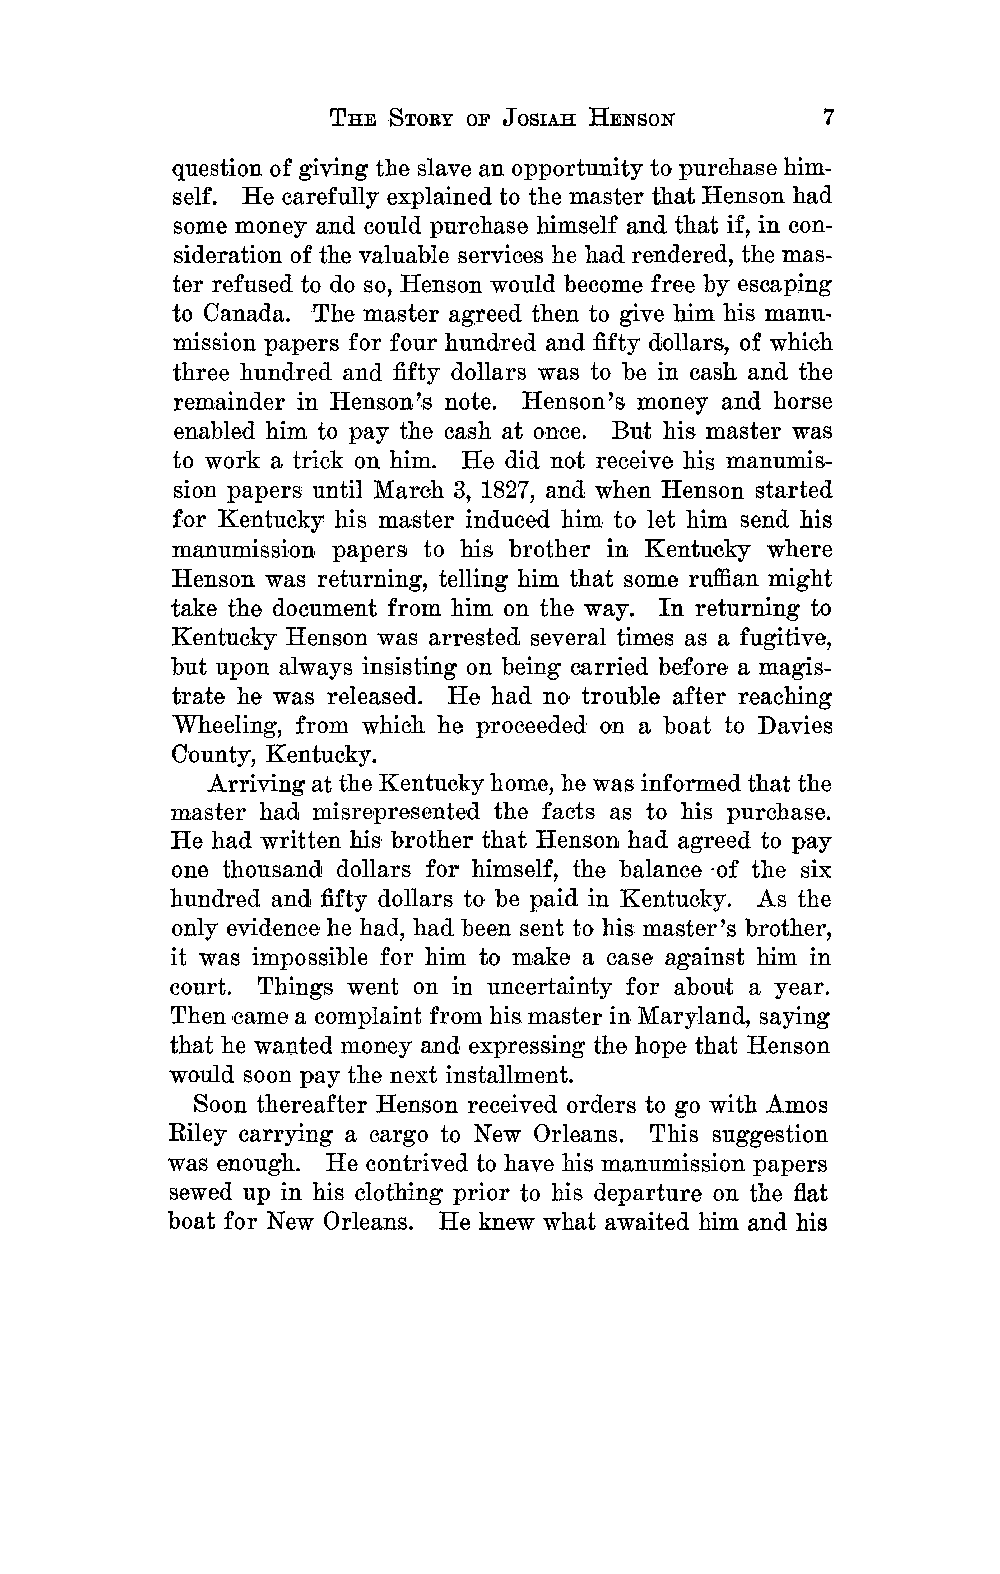 THE STORY OF JOSIAH HENSON 7
question of giving the slave an opportunity to purchase him-
self. He carefully explained to the master that Henson had
some money and could purchase himself and that if, in con-
sideration of the valuable services he had rendered, the mas-
ter refused to do so, Henson would become free by escaping
to Canada. The master agreed then to give him his manu-
mission papers for four hundred and fifty dollars, of which
three hundred and fifty dollars was to be in cash and the
remainder in Henson's note. Henson's money and horse
enabled him to pay the cash at once. But his master was
to work a trick on him. He did not receive his manumis-
sion papers until March 3, 1827, and when Henson started
for Kentucky his master induced him to let him send his
manumission papers to his brother in Kentucky where
Henson was returning, telling him that some ruffian might
take the document from him on the way. In returning to
Kentucky Henson was arrested several times as a fugitive,
but upon always insisting on being carried before a magis-
trate he was released. He had no trouble after reaching
Wheeling, from which he proceeded on a boat to Davies
County, Kentucky.
Arriving at the Kentucky home, he was informed that the
master had misrepresented the facts as to his purchase.
He had written his brother that Henson had agreed to pay
one thousand dollars for himself, the balance of the six
hundred and fifty dollars to be paid in Kentucky. As the
only evidence he had, had been sent to his master's brother,
it was impossible for him to make a case against him in
court. Things went on in uncertainty for about a year.
Then came a complaint from his master in Maryland, saying
that he wanted money and expressing the hope that Henson
would soon pay the next installment.
Soon thereafter Henson received orders to go with Amos
Riley carrying a cargo to New Orleans. This suggestion
was enough. He contrived to have his manumission papers
sewed up in his clothing prior to his departure on the flat
boat for New Orleans. He knew what awaited him and his